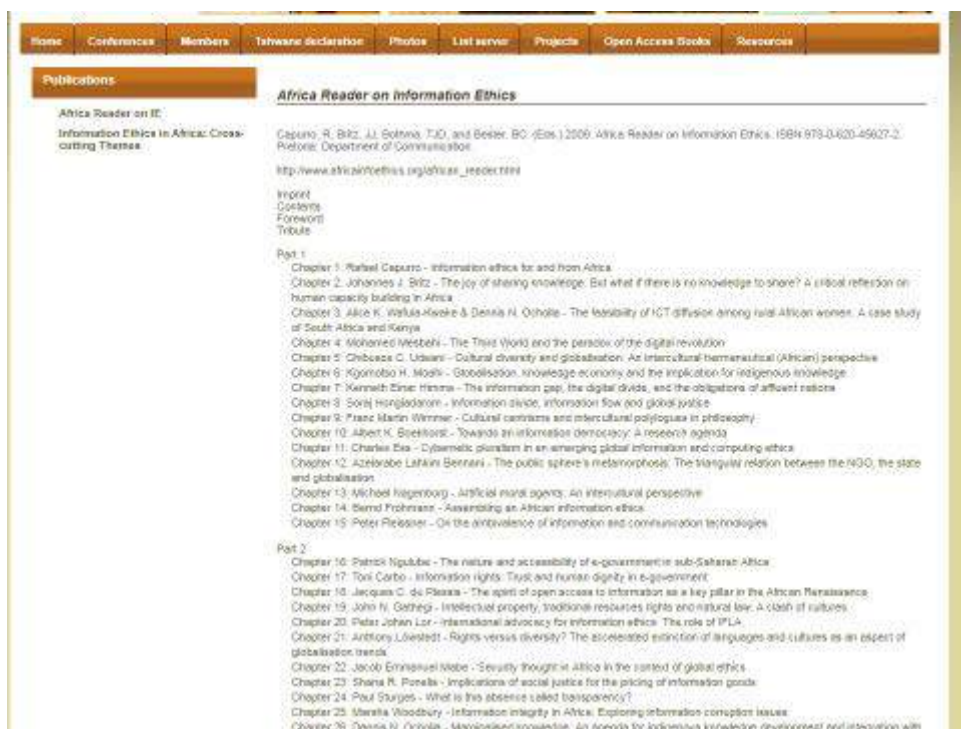 Home Conferences Members Tshwane declaration Photos List server Projects Open Access Books Resources
Publications
Africa Reader on IE
Information Ethics in Africa: Cross-
cutting Themes
Africa Reader on Information Ethics
Capurro, R. Britz, JJ. Bothma, TJD. and Bester, BC. (Eds.) 2009. Africa Reader on Information Ethics. ISBN 978-0-620-45627-2.
Pretoria: Department of Communication
http://www.africainfoethics.org/african_reader.html
Imprint
Contents
Foreword
Tribute
Part 1
Chapter 1: Rafael Capurro - Information ethics for and from Africa
Chapter 2: Johannes J. Britz - The joy of sharing knowledge: But what if there is no knowledge to share? A critical reflection on
human capacity building in Africa
Chapter 3: Alice K. Wafula-Kwake & Dennis N. Ocholla - The feasibility of ICT diffusion among rural African women: A case study
of South Africa and Kenya
Chapter 4: Mohamed Mesbahi - The Third World and the paradox of the digital revolution
Chapter 5: Chibueze C. Udeani - Cultural diversity and globalisation: An intercultural hermeneutical (African) perspective
Chapter 6: Kgomotso H. Moahi - Globalisation, knowledge economy and the implication for indigenous knowledge
Chapter 7: Kenneth Einar Himma - The information gap, the digital divide, and the obligations of affluent nations
Chapter 8: Soraj Hongladarom - Information divide, information flow and global justice
Chapter 9: Franz Martin Wimmer - Cultural centrisms and intercultural polylogues in philosophy
Chapter 10: Albert K. Boekhorst - Towards an information democracy: A research agenda
Chapter 11: Charles Ess - Cybernetic pluralism in an emerging global information and computing ethics
Chapter 12: Azelarabe Lahkim Bennani - The public sphere's metamorphosis: The triangular relation between the NGO, the state
and globalisation
Chapter 13: Michael Nagenborg - Artificial moral agents: An intercultural perspective
Chapter 14: Bernd Frohmann - Assembling an African information ethics
Chapter 15: Peter Fleissner - On the ambivalence of information and communication technologies
Part 2
Chapter 16: Patrick Ngulube - The nature and accessibility of e-government in sub-Saharan Africa
Chapter 17: Toni Carbo - Information rights: Trust and human dignity in e-government
Chapter 18: Jacques C. du Plessis - The spirit of open access to information as a key pillar in the African Renaissance
Chapter 19: John N. Gathegi - Intellectual property, traditional resources rights and natural law: A clash of cultures
Chapter 20: Peter Johan Lor - International advocacy for information ethics: The role of IFLA
Chapter 21: Anthony Löwstedt - Rights versus diversity? The accelerated extinction of languages and cultures as an aspect of
globalisation trends
Chapter 22: Jacob Emmanuel Mabe - Security thought in Africa in the context of global ethics
Chapter 23: Shana R. Ponelis - Implications of social justice for the pricing of information goods
Chapter 24: Paul Sturges - What is this absence called transparency?
Chapter 25: Marsha Woodbury - Information integrity in Africa: Exploring information corruption issues
Chapter 26: Dennis N. Ocholla - Marginalised knowledge: An agenda for indigenous knowledge development and integration with